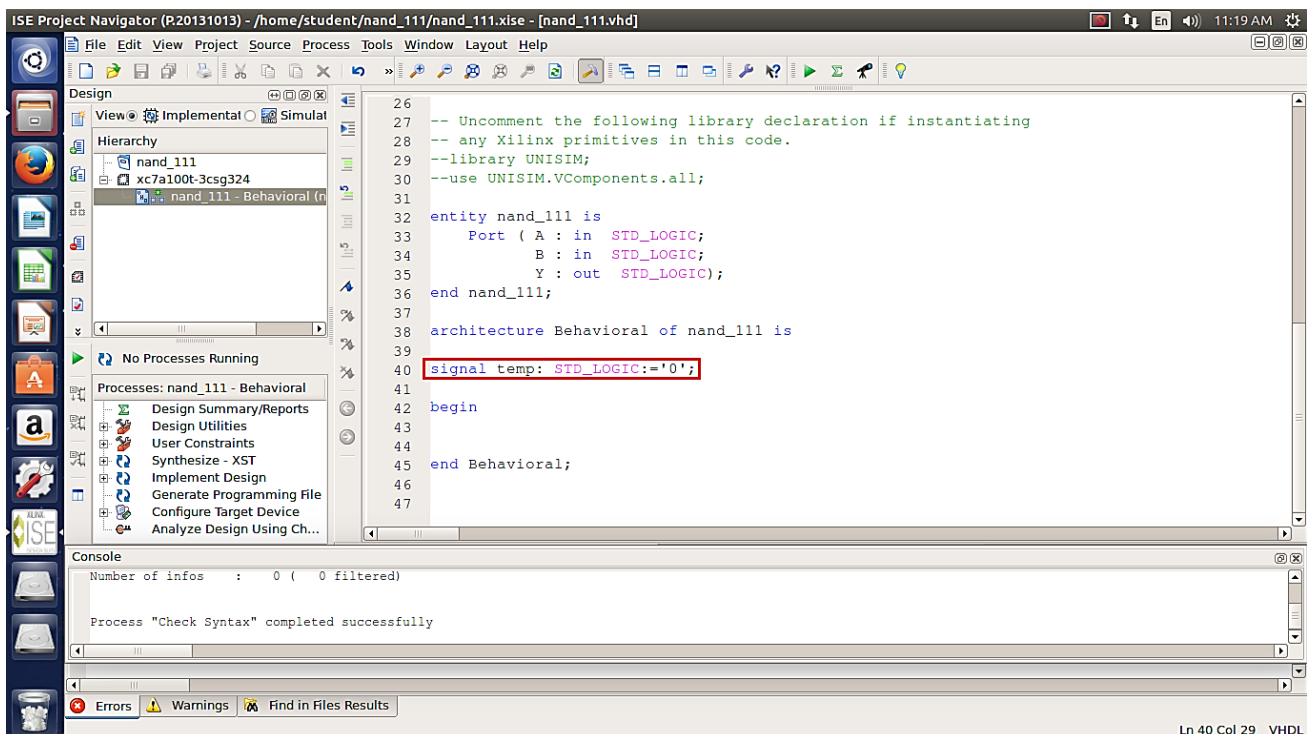 ISE Project Navigator (P.20131013) - /home/student/nand_111/nand_111.xise - [nand_111.vhd]
En
11:19 AM
File Edit View Project Source Process Tools Window Layout Help
»
Design
View Implementat Simulat
Hierarchy
nand_111
xc7a100t-3csg324
nand_111 - Behavioral (n
No Processes Running
Processes: nand_111 - Behavioral
Design Summary/Reports
Design Utilities
User Constraints
Synthesize - XST
Implement Design
Generate Programming File
Configure Target Device
Analyze Design Using Ch...
26
27 -- Uncomment the following library declaration if instantiating
28 -- any Xilinx primitives in this code.
29 --library UNISIM;
30 --use UNISIM.VComponents.all;
31
32 entity nand_111 is
33 Port ( A : in STD_LOGIC;
34 B : in STD_LOGIC;
35 Y : out STD_LOGIC);
36 end nand_111;
37
38 architecture Behavioral of nand_111 is
39
40 signal temp: STD_LOGIC:='0';
41
42 begin
43
44
45 end Behavioral;
46
47
Console
Number of infos : 0 ( 0 filtered)
Process "Check Syntax" completed successfully
Errors Warnings Find in Files Results
Ln 40 Col 29 VHDL
XILINX
ISE